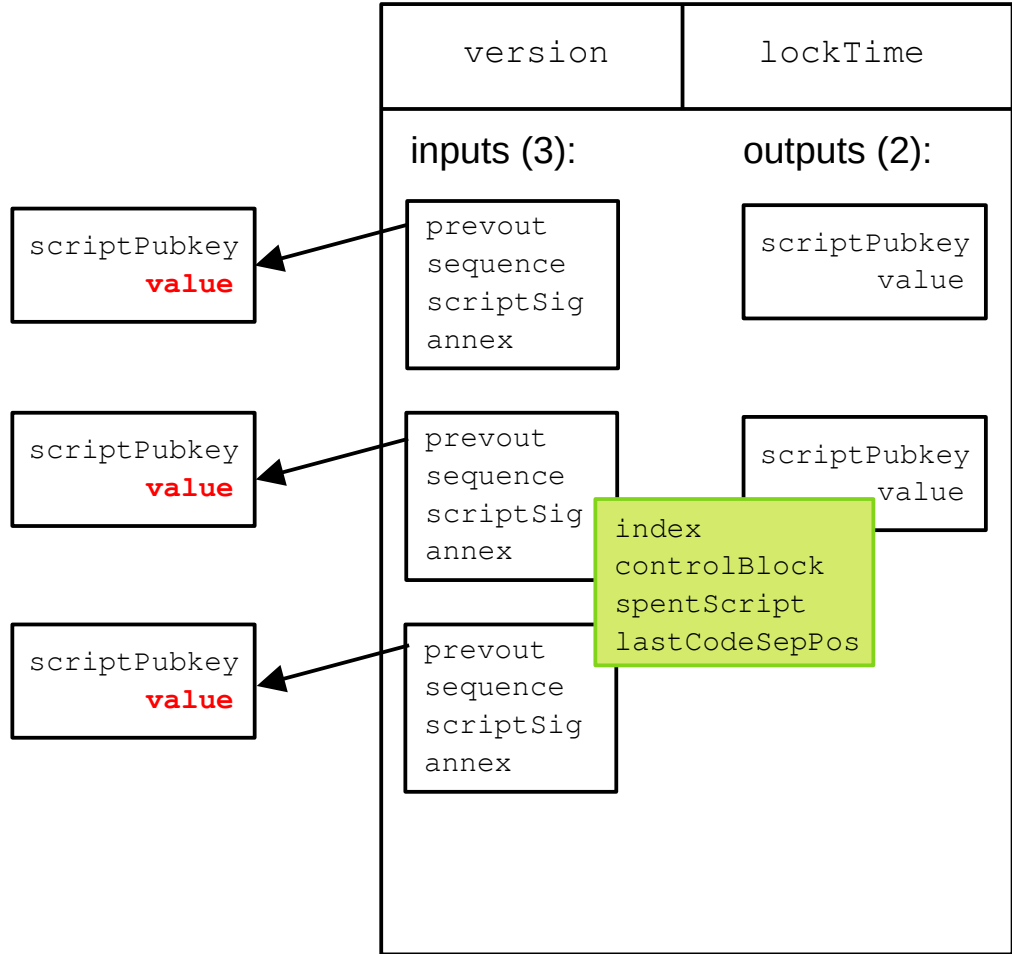 version
lockTime
inputs (3):
outputs (2):
scriptPubkey
value
prevout
sequence
scriptSig
annex
scriptPubkey
value
scriptPubkey
value
prevout
sequence
scriptSig
annex
scriptPubkey
value
index
controlBlock
spentScript
lastCodeSepPos
scriptPubkey
value
prevout
sequence
scriptSig
annex